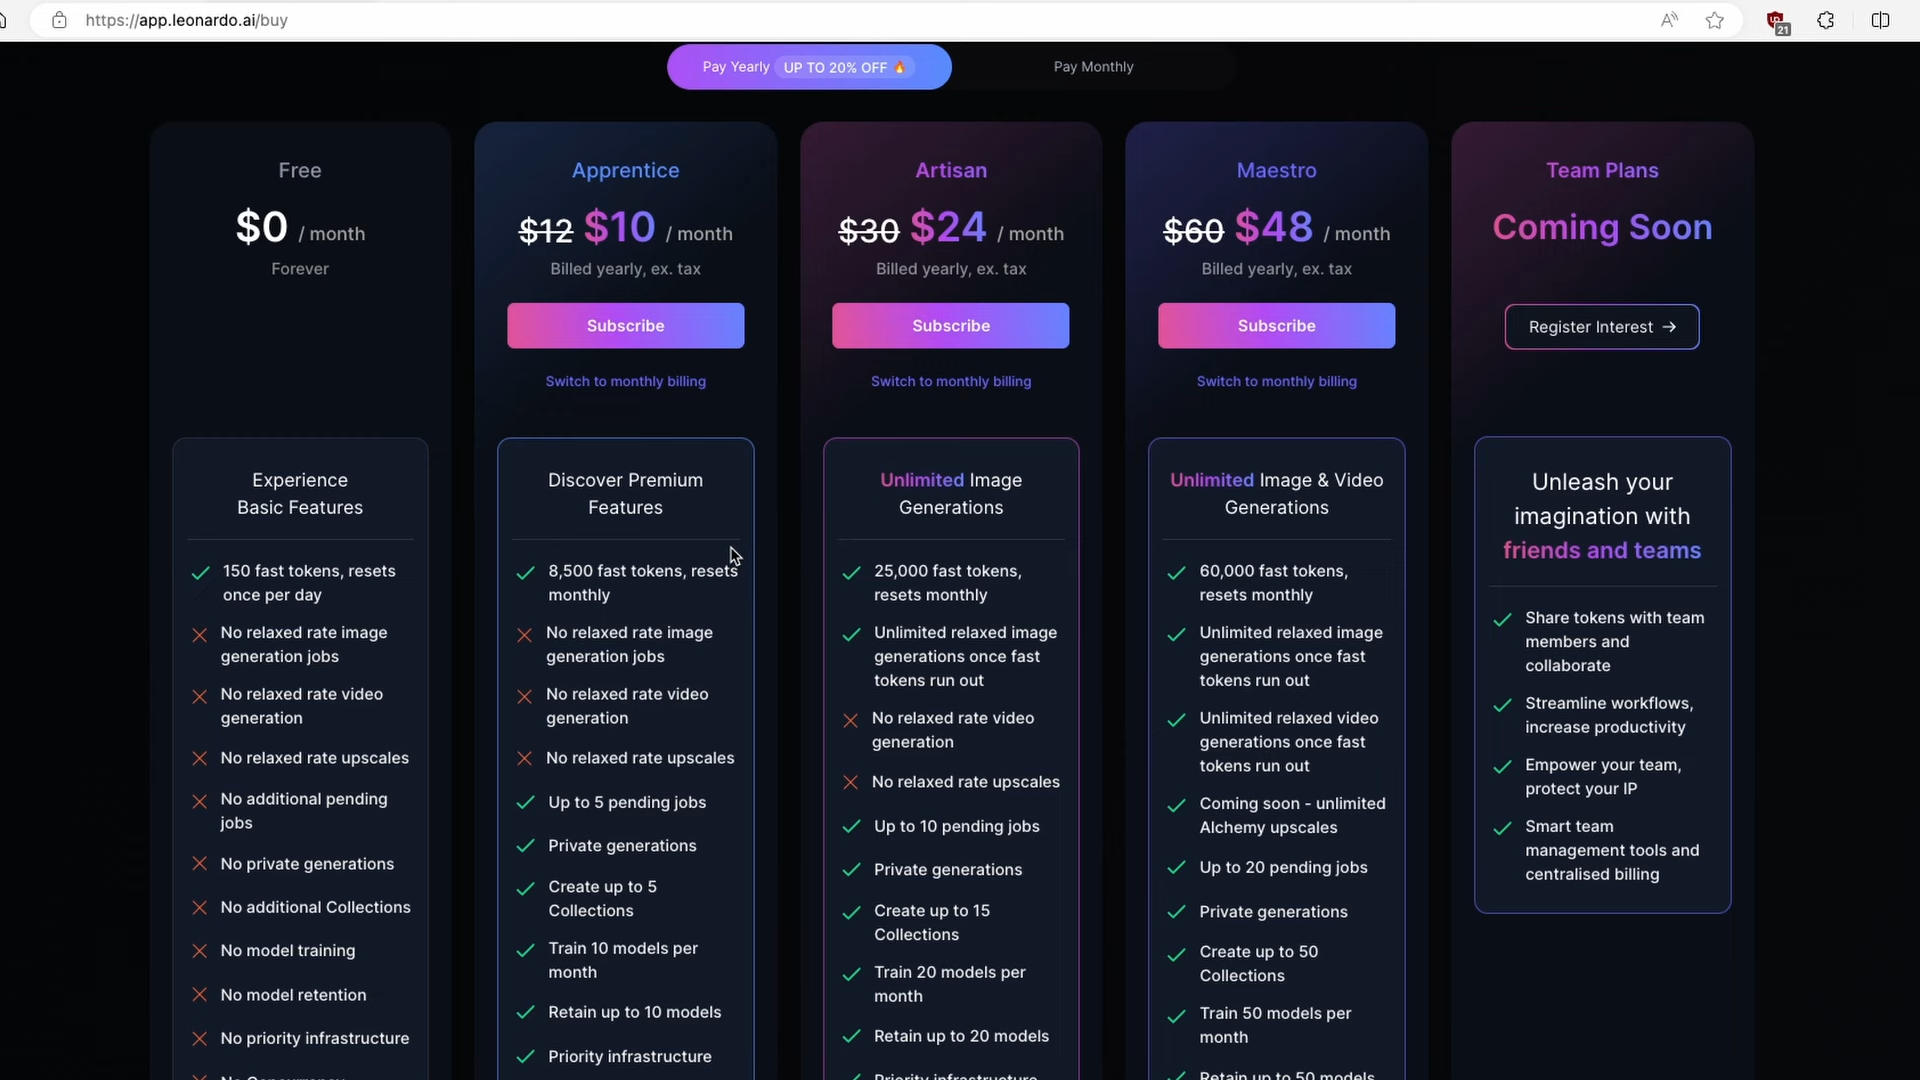 https://app.leonardo.ai/buy
21
Pay Yearly UP TO 20% OFF 🔥
Pay Monthly
Free
$0 / month
Forever
Experience
Basic Features
150 fast tokens, resets
once per day
No relaxed rate image
generation jobs
No relaxed rate video
generation
No relaxed rate upscales
No additional pending
jobs
No private generations
No additional Collections
No model training
No model retention
No priority infrastructure
Apprentice
$12 $10 / month
Billed yearly, ex. tax
Subscribe
Switch to monthly billing
Discover Premium
Features
8,500 fast tokens, resets
monthly
No relaxed rate image
generation jobs
No relaxed rate video
generation
No relaxed rate upscales
Up to 5 pending jobs
Private generations
Create up to 5
Collections
Train 10 models per
month
Retain up to 10 models
Priority infrastructure
Artisan
$30 $24 / month
Billed yearly, ex. tax
Subscribe
Switch to monthly billing
Unlimited Image
Generations
25,000 fast tokens,
resets monthly
Unlimited relaxed image
generations once fast
tokens run out
No relaxed rate video
generation
No relaxed rate upscales
Up to 10 pending jobs
Private generations
Create up to 15
Collections
Train 20 models per
month
Retain up to 20 models
Priority infrastructure
Maestro
$60 $48 / month
Billed yearly, ex. tax
Subscribe
Switch to monthly billing
Unlimited Image & Video
Generations
60,000 fast tokens,
resets monthly
Unlimited relaxed image
generations once fast
tokens run out
Unlimited relaxed video
generations once fast
tokens run out
Coming soon - unlimited
Alchemy upscales
Up to 20 pending jobs
Private generations
Create up to 50
Collections
Train 50 models per
month
Retain up to 50 models
Team Plans
Coming Soon
Register Interest →
Unleash your
imagination with
friends and teams
Share tokens with team
members and
collaborate
Streamline workflows,
increase productivity
Empower your team,
protect your IP
Smart team
management tools and
centralised billing